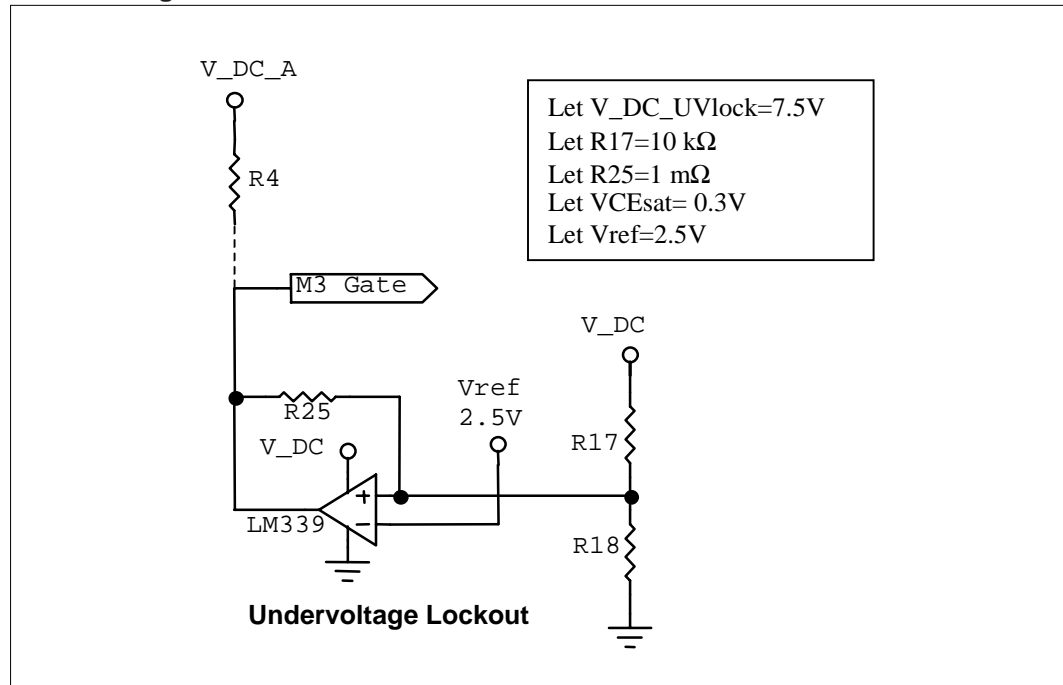 V_DC_A
R4
M3 Gate
R25
V_DC
LM339
Vref
2.5V
V_DC
R17
R18
Let V_DC_UVlock=7.5V
Let R17=10 kΩ
Let R25=1 mΩ
Let VCEsat= 0.3V
Let Vref=2.5V
+
−
Undervoltage Lockout